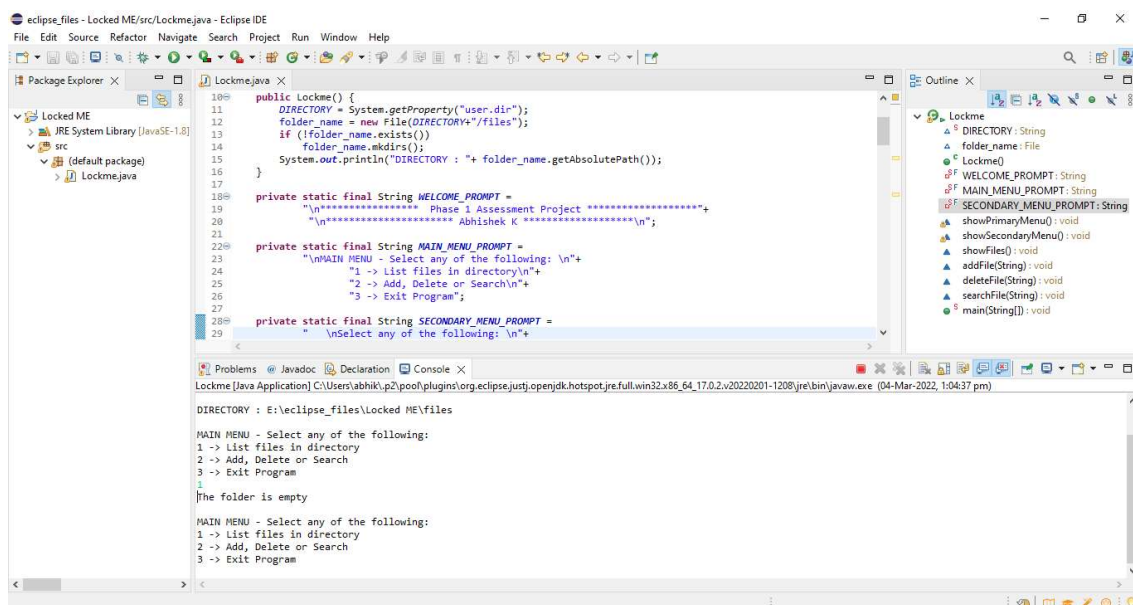 eclipse_files - Locked ME/src/Lockme.java - Eclipse IDE
File Edit Source Refactor Navigate Search Project Run Window Help
Package Explorer
Locked ME
JRE System Library [JavaSE-1.8]
src
(default package)
Lockme.java
Lockme.java
10 public Lockme() {
11 DIRECTORY = System.getProperty("user.dir");
12 folder_name = new File(DIRECTORY+"/files");
13 if (!folder_name.exists())
14 folder_name.mkdirs();
15 System.out.println("DIRECTORY : "+ folder_name.getAbsolutePath());
16 }
17
18 private static final String WELCOME_PROMPT =
19 "\n***************** Phase 1 Assessment Project *******************"+
20 "\n*********************** Abhishek K ********************\n";
21
22 private static final String MAIN_MENU_PROMPT =
23 "\nMAIN MENU - Select any of the following: \n"+
24 "1 -> List files in directory\n"+
25 "2 -> Add, Delete or Search\n"+
26 "3 -> Exit Program";
27
28 private static final String SECONDARY_MENU_PROMPT =
29 " \nSelect any of the following: \n"+
Outline
Lockme
DIRECTORY : String
folder_name : File
Lockme()
WELCOME_PROMPT : String
MAIN_MENU_PROMPT : String
SECONDARY_MENU_PROMPT : String
showPrimaryMenu() : void
showSecondaryMenu() : void
showFiles() : void
addFile(String) : void
deleteFile(String) : void
searchFile(String) : void
main(String[]) : void
Problems @ Javadoc Declaration Console
Lockme [Java Application] C:\Users\abhik\.p2\pool\plugins\org.eclipse.justj.openjdk.hotspot.jre.full.win32.x86_64_17.0.2.v20220201-1208\jre\bin\javaw.exe (04-Mar-2022, 1:04:37 pm)
DIRECTORY : E:\eclipse_files\Locked ME\files
MAIN MENU - Select any of the following:
1 -> List files in directory
2 -> Add, Delete or Search
3 -> Exit Program
1
The folder is empty
MAIN MENU - Select any of the following:
1 -> List files in directory
2 -> Add, Delete or Search
3 -> Exit Program